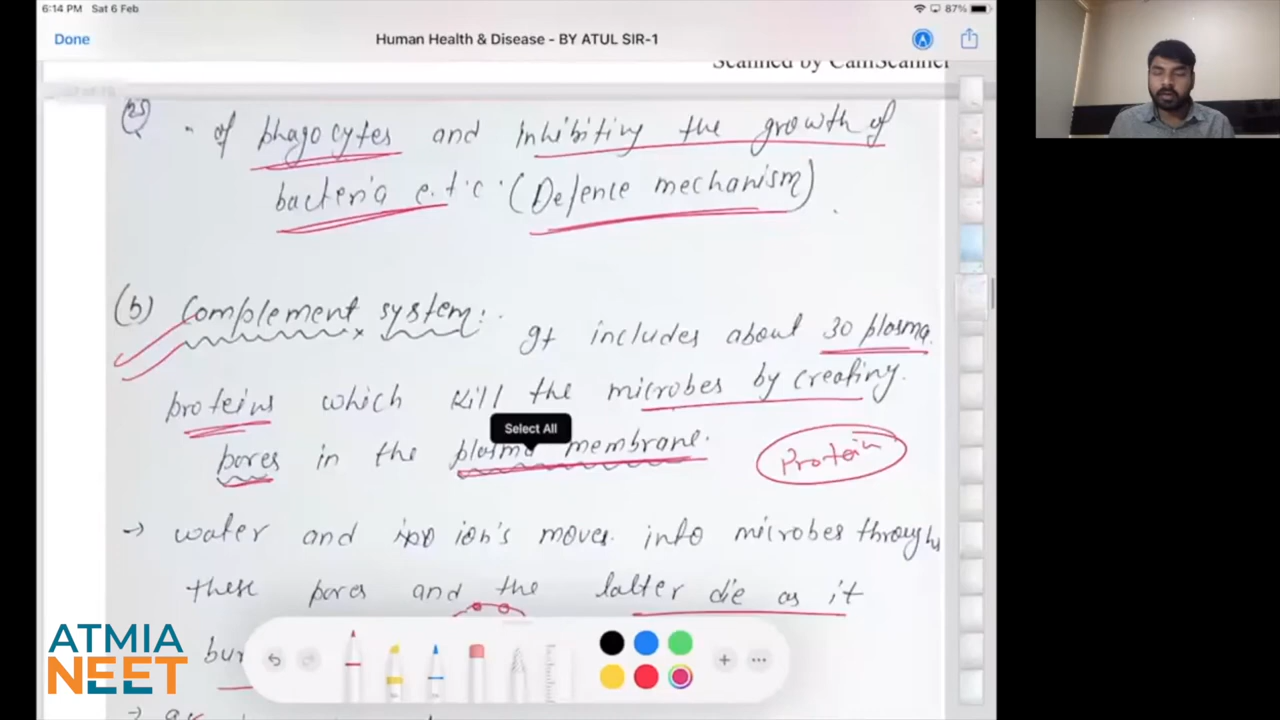 6:14 PM Sat 6 Feb
87%
Done
Human Health & Disease - BY ATUL SIR-1
Scanned by CamScanner
of phagocytes and Inhibiting the growth of
bacteria e.t.c. (Defence mechanism).
(b) Complement system:
It includes about 30 plasma
proteins which kill the microbes by creating
pores in the plasma membrane.
Select All
Protein
→ water and ion's moves into microbes through
these pores and the latter die as it
ATMIA
NEET